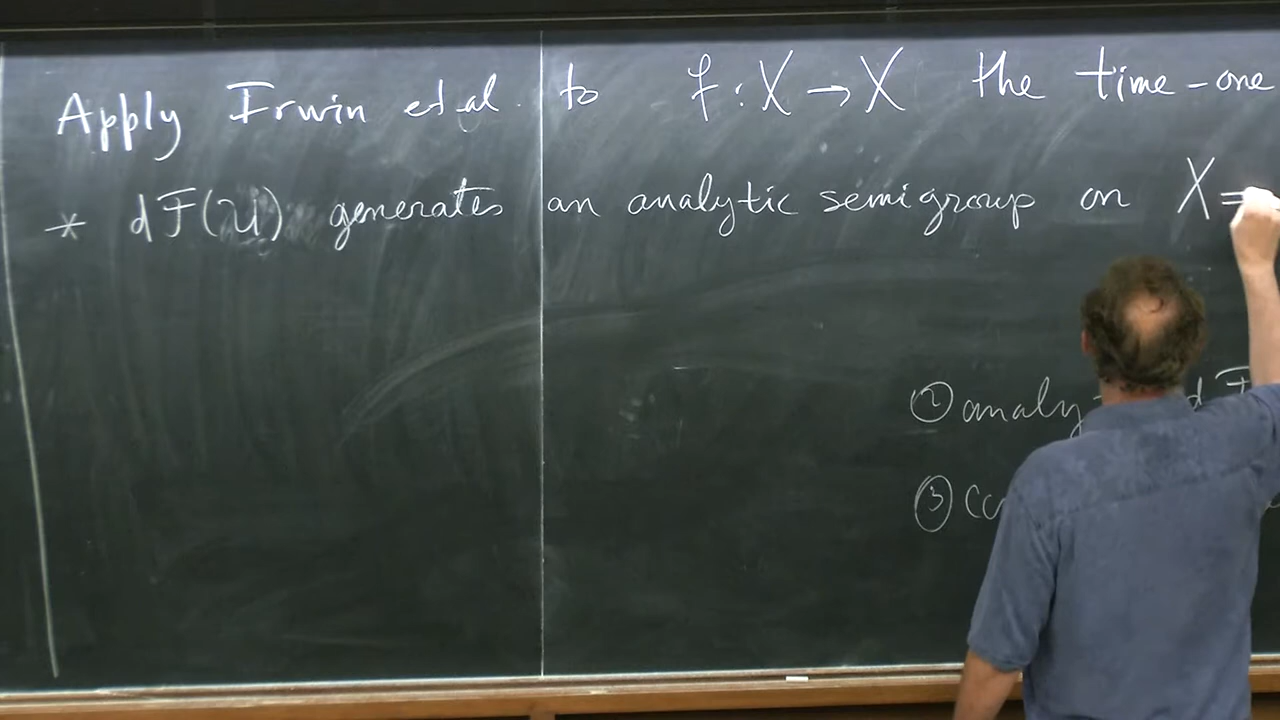 Apply Irwin et al. to f : X → X the time-one
* dF(U) generates an analytic semigroup on X =
② analy
③